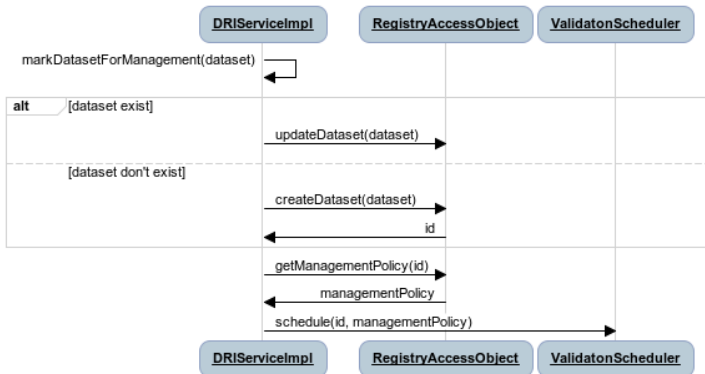 DRIServiceImpl RegistryAccessObject ValidatonScheduler
markDatasetForManagement(dataset)
alt [dataset exist]
updateDataset(dataset)
[dataset don't exist]
createDataset(dataset)
id
getManagementPolicy(id)
managementPolicy
schedule(id, managementPolicy)
DRIServiceImpl RegistryAccessObject ValidatonScheduler